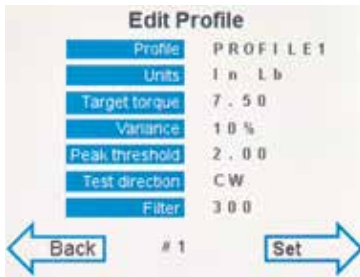 Edit Profile
Profile PROFILE1
Units In Lb
Target torque 7.50
Variance 10%
Peak threshold 2.00
Test direction CW
Filter 300
Back #1 Set